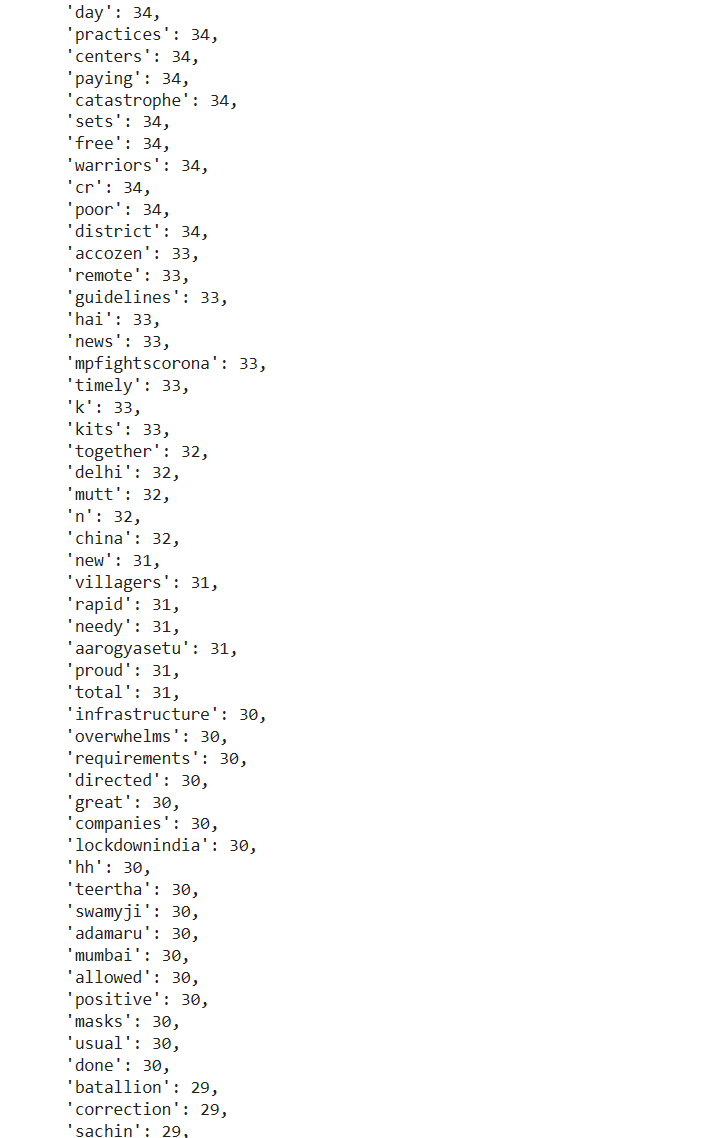 'day': 34,
'practices': 34,
'centers': 34,
'paying': 34,
'catastrophe': 34,
'sets': 34,
'free': 34,
'warriors': 34,
'cr': 34,
'poor': 34,
'district': 34,
'accozen': 33,
'remote': 33,
'guidelines': 33,
'hai': 33,
'news': 33,
'mpfightscorona': 33,
'timely': 33,
'k': 33,
'kits': 33,
'together': 32,
'delhi': 32,
'mutt': 32,
'n': 32,
'china': 32,
'new': 31,
'villagers': 31,
'rapid': 31,
'needy': 31,
'aarogyasetu': 31,
'proud': 31,
'total': 31,
'infrastructure': 30,
'overwhelms': 30,
'requirements': 30,
'directed': 30,
'great': 30,
'companies': 30,
'lockdownindia': 30,
'hh': 30,
'teertha': 30,
'swamyji': 30,
'adamaru': 30,
'mumbai': 30,
'allowed': 30,
'positive': 30,
'masks': 30,
'usual': 30,
'done': 30,
'batallion': 29,
'correction': 29,
'sachin': 29,